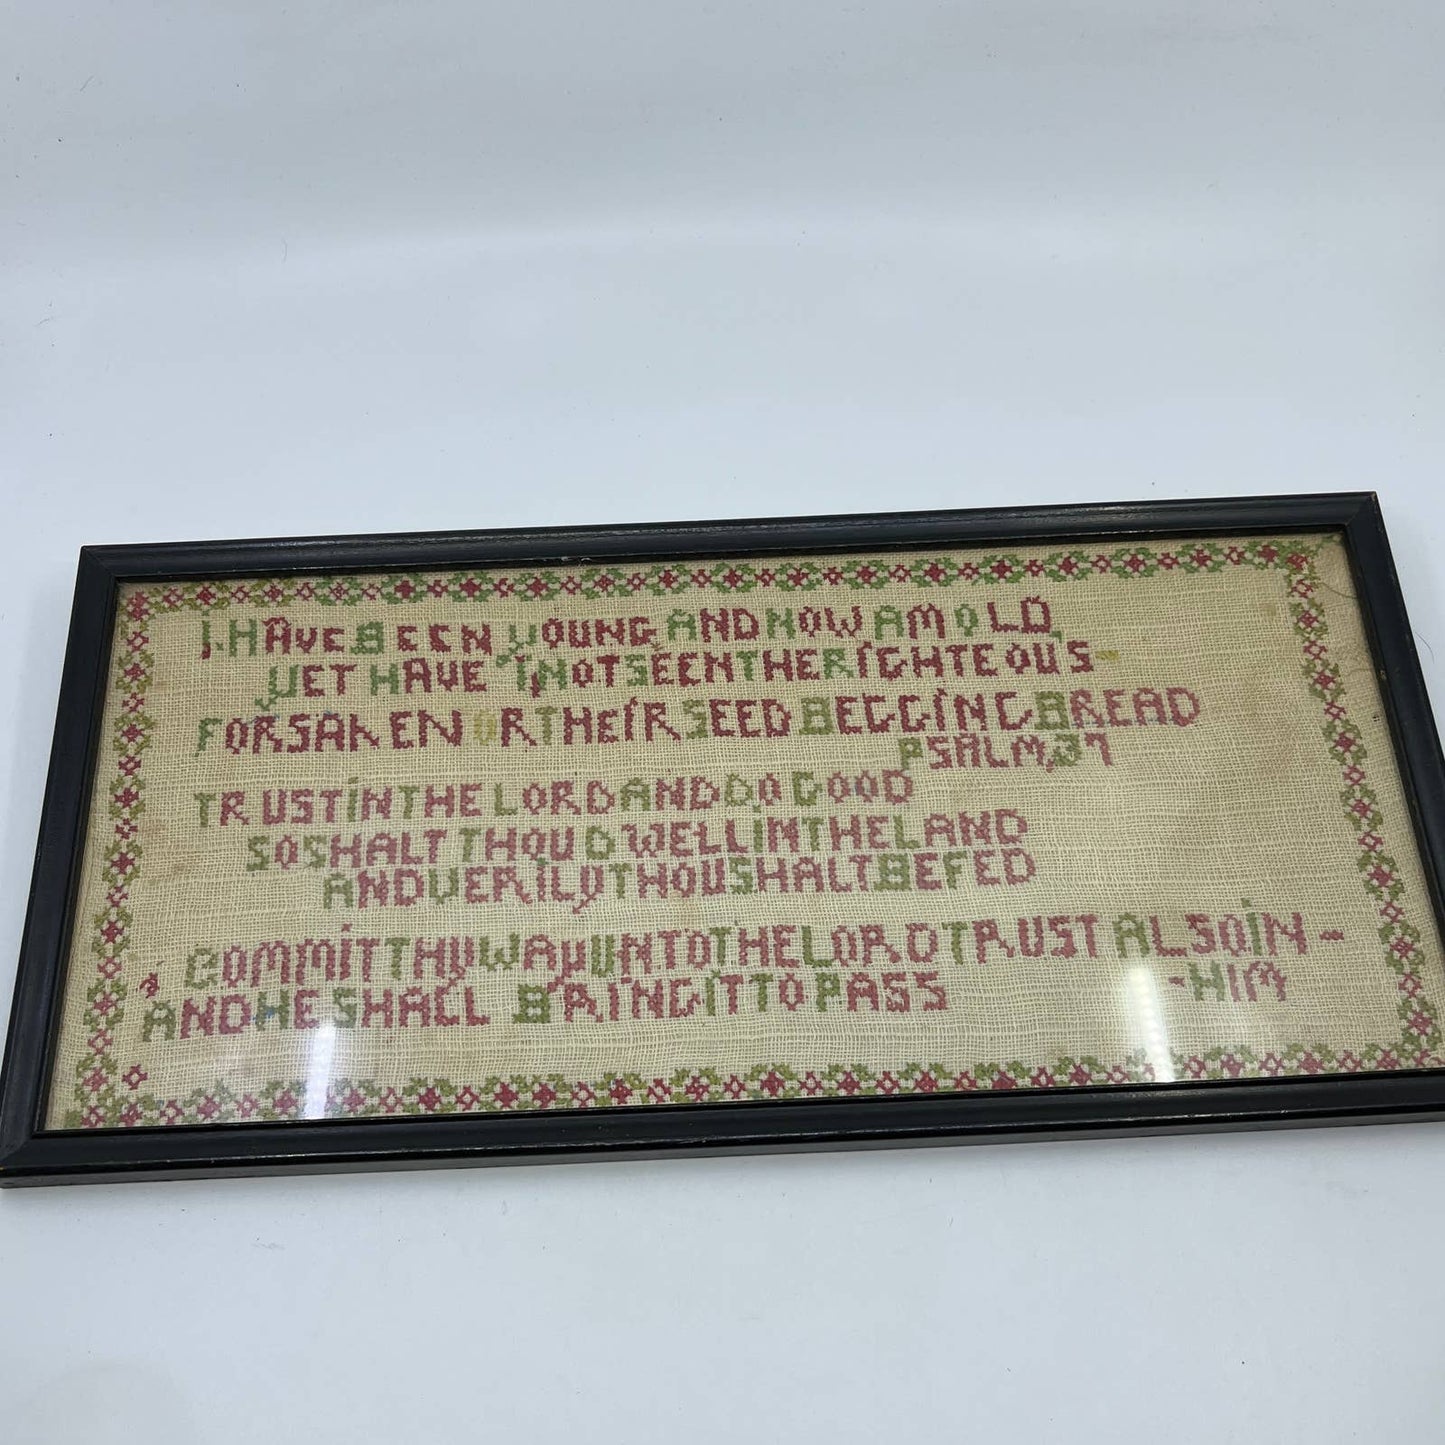 I HAVE BEEN YOUNG, AND NOW AM OLD,
YET HAVE I NOT SEEN THE RIGHTEOUS-
FORSAKEN UR THEIR SEED BEGGING BREAD
PSALM, 37
TRUST IN THE LORD AND DO GOOD
SO SHALT THOU DWELL IN THE LAND
AND VERILY THOU SHALT BE FED
COMMIT THY WAY UNTO THE LORD TRUST ALSO IN -
- HIM
AND HE SHALL BRING IT TO PASS